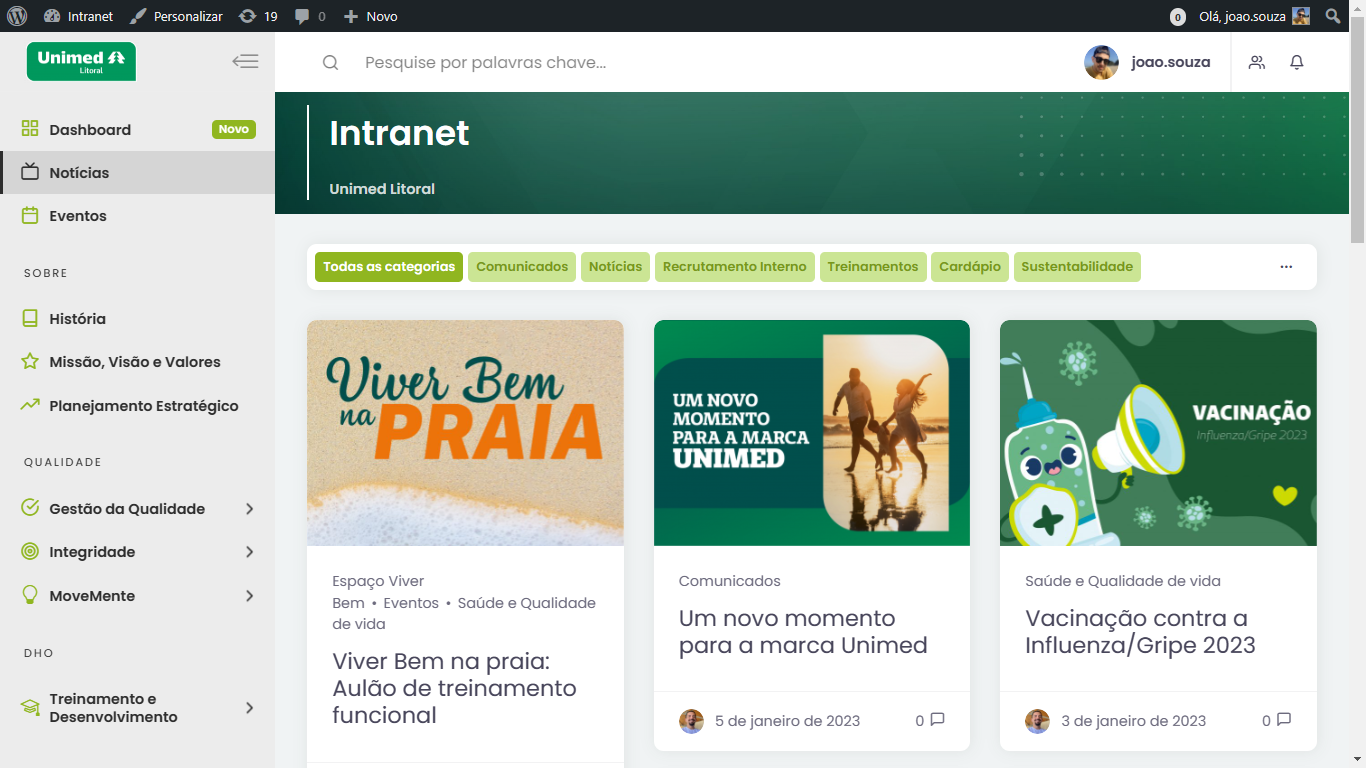 Intranet
Personalizar
19
0
Novo
0
Olá, joao.souza
Unimed
Litoral
Pesquise por palavras chave...
joao.souza
Dashboard
Novo
Notícias
Eventos
SOBRE
História
Missão, Visão e Valores
Planejamento Estratégico
QUALIDADE
Gestão da Qualidade
Integridade
MoveMente
DHO
Treinamento e
Desenvolvimento
Intranet
Unimed Litoral
Todas as categorias
Comunicados
Notícias
Recrutamento Interno
Treinamentos
Cardápio
Sustentabilidade
...
Viver Bem
na PRAIA
Espaço Viver
Bem • Eventos • Saúde e Qualidade
de vida
Viver Bem na praia:
Aulão de treinamento
funcional
UM NOVO
MOMENTO
PARA A MARCA
UNIMED
Comunicados
Um novo momento
para a marca Unimed
5 de janeiro de 2023
0
VACINAÇÃO
Influenza/Gripe 2023
Saúde e Qualidade de vida
Vacinação contra a
Influenza/Gripe 2023
3 de janeiro de 2023
0